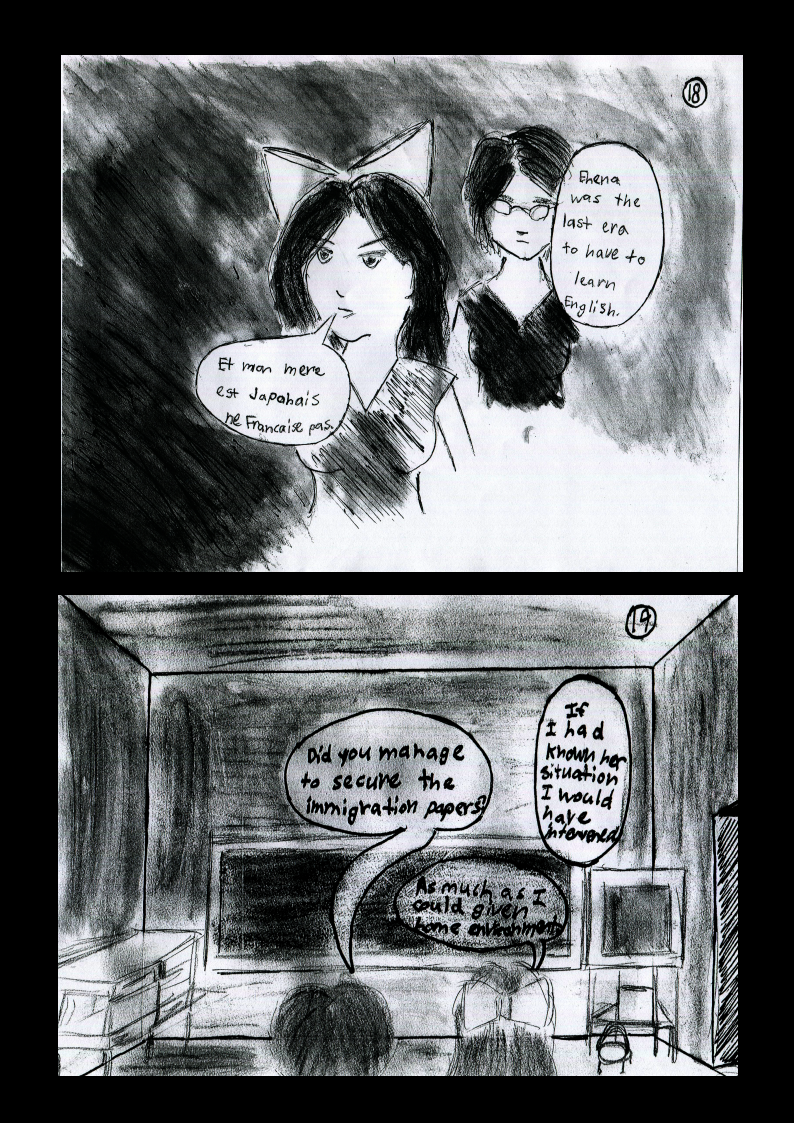 18
Ehena
was the
last era
to have to
learn
English.
Et mon mere
est Japonais
ne Francaise pas.
19
If
I had
known her
situation
I would
have
intervened
Did you manage
to secure the
immigration papers?
As much as I
could given
home environment